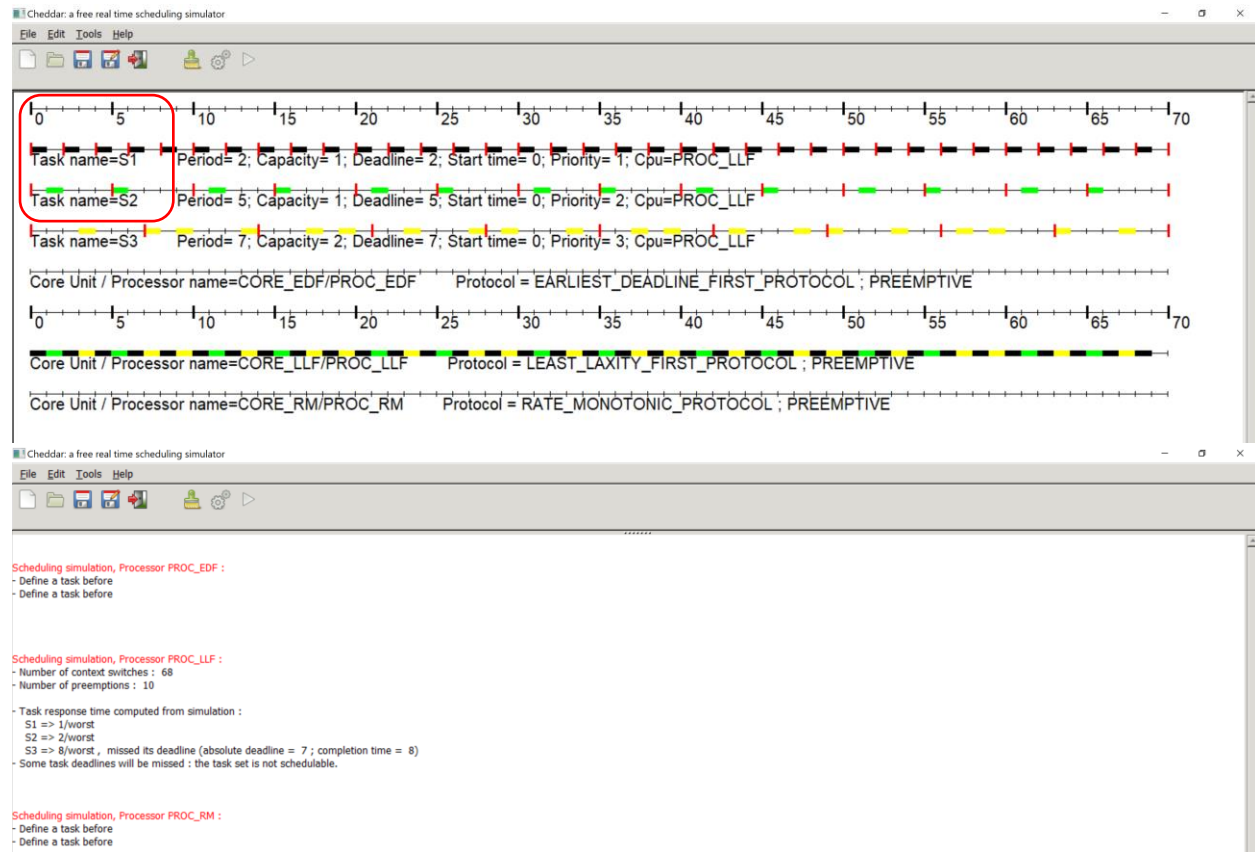 Cheddar: a free real time scheduling simulator
File Edit Tools Help
0 5 10 15 20 25 30 35 40 45 50 55 60 65 70
Task name=S1 Period= 2; Capacity= 1; Deadline= 2; Start time= 0; Priority= 1; Cpu=PROC_LLF
Task name=S2 Period= 5; Capacity= 1; Deadline= 5; Start time= 0; Priority= 2; Cpu=PROC_LLF
Task name=S3 Period= 7; Capacity= 2; Deadline= 7; Start time= 0; Priority= 3; Cpu=PROC_LLF
Core Unit / Processor name=CORE_EDF/PROC_EDF Protocol = EARLIEST_DEADLINE_FIRST_PROTOCOL ; PREEMPTIVE
0 5 10 15 20 25 30 35 40 45 50 55 60 65 70
Core Unit / Processor name=CORE_LLF/PROC_LLF Protocol = LEAST_LAXITY_FIRST_PROTOCOL ; PREEMPTIVE
Core Unit / Processor name=CORE_RM/PROC_RM Protocol = RATE_MONOTONIC_PROTOCOL ; PREEMPTIVE
Cheddar: a free real time scheduling simulator
File Edit Tools Help
Scheduling simulation, Processor PROC_EDF :
- Define a task before
- Define a task before
Scheduling simulation, Processor PROC_LLF :
- Number of context switches : 68
- Number of preemptions : 10
- Task response time computed from simulation :
S1 => 1/worst
S2 => 2/worst
S3 => 8/worst , missed its deadline (absolute deadline = 7 ; completion time = 8)
- Some task deadlines will be missed : the task set is not schedulable.
Scheduling simulation, Processor PROC_RM :
- Define a task before
- Define a task before